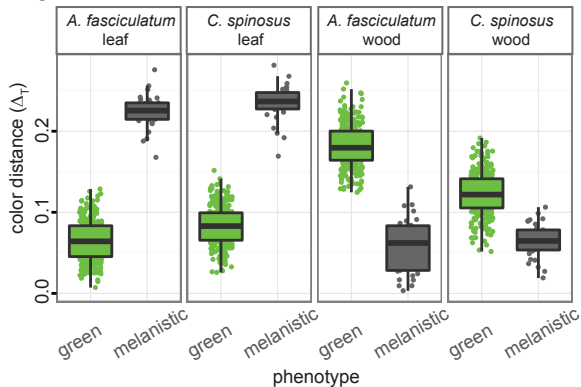 A. fasciculatum
leaf
C. spinosus
leaf
A. fasciculatum
wood
C. spinosus
wood
color distance (ΔT)
0.2
0.1
0.0
green
melanistic
green
melanistic
green
melanistic
green
melanistic
phenotype